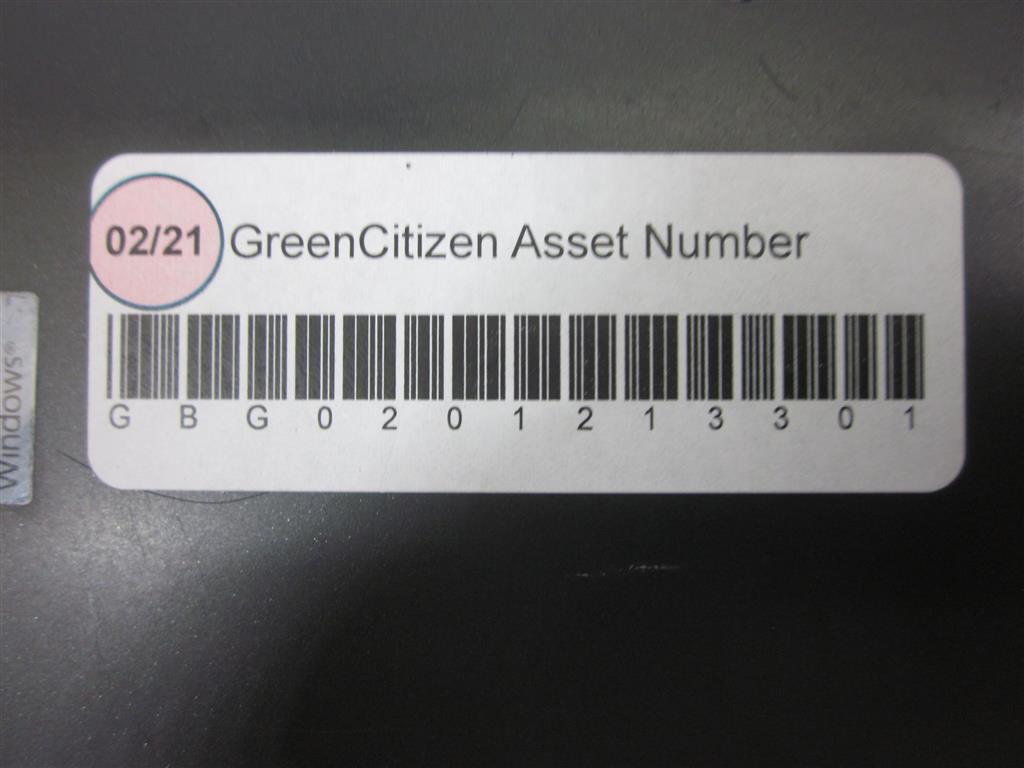 02/21 GreenCitizen Asset Number
G B G 0 2 0 1 2 1 3 3 0 1
Windows®